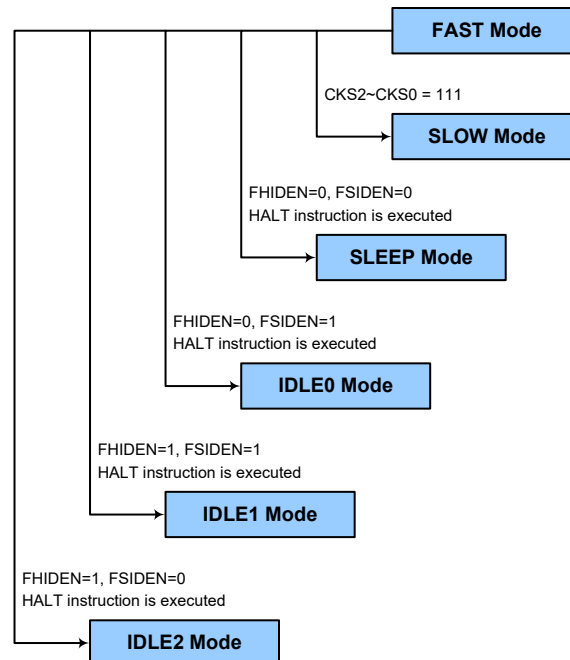 FAST Mode
CKS2~CKS0 = 111
SLOW Mode
FHIDEN=0, FSIDEN=0
HALT instruction is executed
SLEEP Mode
FHIDEN=0, FSIDEN=1
HALT instruction is executed
IDLE0 Mode
FHIDEN=1, FSIDEN=1
HALT instruction is executed
IDLE1 Mode
FHIDEN=1, FSIDEN=0
HALT instruction is executed
IDLE2 Mode